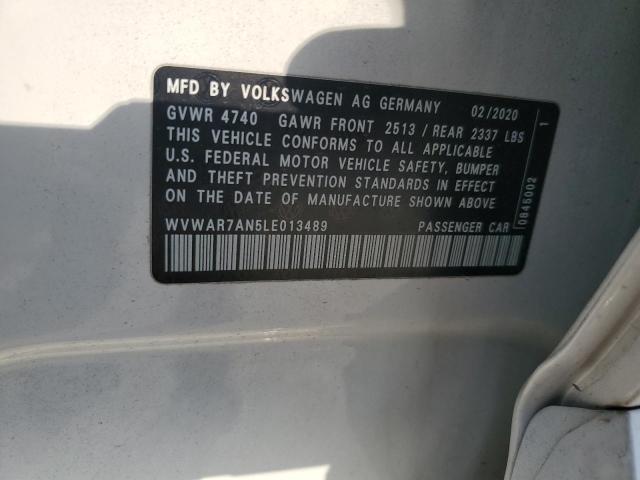 MFD BY VOLKSWAGEN AG GERMANY 02/2020
GVWR 4740 GAWR FRONT 2513 / REAR 2337 LBS
THIS VEHICLE CONFORMS TO ALL APPLICABLE
U.S. FEDERAL MOTOR VEHICLE SAFETY, BUMPER
AND THEFT PREVENTION STANDARDS IN EFFECT
ON THE DATE OF MANUFACTURE SHOWN ABOVE
WVWAR7AN5LE013489 PASSENGER CAR
0845002 1